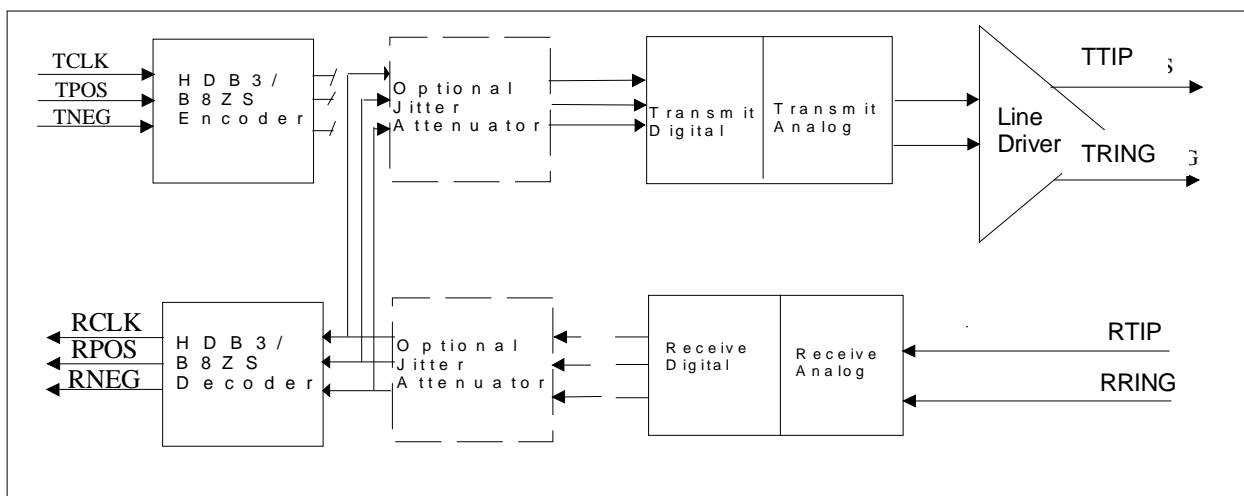 TCLK
TPOS
TNEG
HDB3/
B8ZS
Encoder
Optional
Jitter
Attenuator
Transmit
Digital
Transmit
Analog
Line
Driver
TTIP
TRING
RCLK
RPOS
RNEG
HDB3/
B8ZS
Decoder
Optional
Jitter
Attenuator
Receive
Digital
Receive
Analog
RTIP
RRING